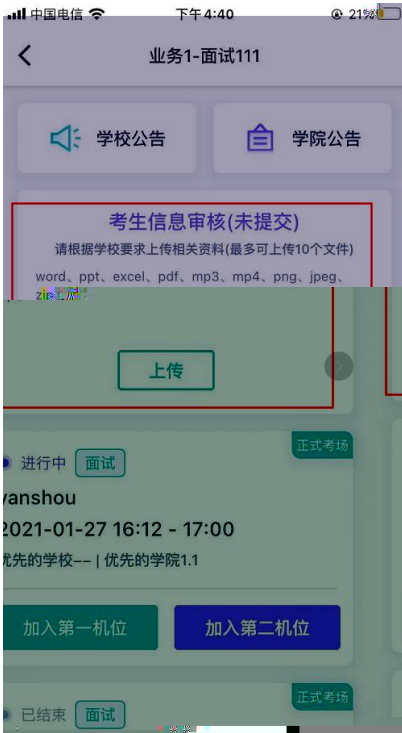 中国电信 下午4:40 21%
业务1-面试111
学校公告 学院公告
考生信息审核(未提交)
请根据学校要求上传相关资料(最多可上传10个文件)
word、ppt、excel、pdf、mp3、mp4、png、jpeg、
上传
正式考场
进行中 面试
yanshou
2021-01-27 16:12 - 17:00
优先的学校-- | 优先的学院1.1
加入第一机位 加入第二机位
正式考场
已结束 面试